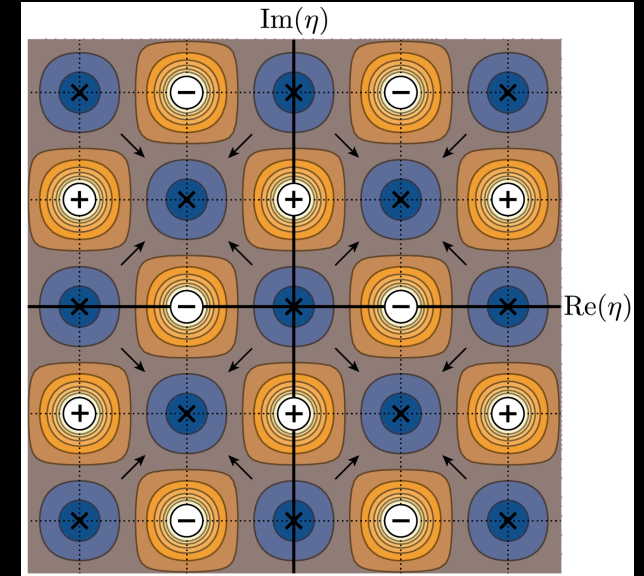 Im(η)
× − × − ×
+ × + × +
× − × − ×
Re(η)
+ × + × +
× − × − ×